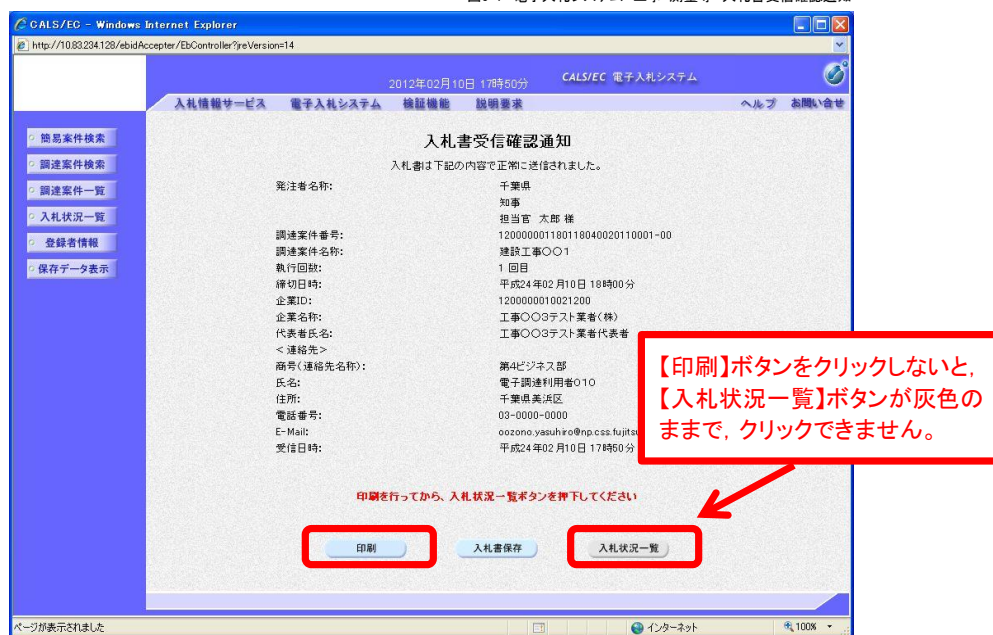 CALS/EC - Windows Internet Explorer
http://10.83.234.128/ebidAccepter/EbController?jreVersion=14
2012年02月10日 17時50分
CALS/EC 電子入札システム
入札情報サービス 電子入札システム 検証機能 説明要求 ヘルプ お問い合せ
簡易案件検索
調達案件検索
調達案件一覧
入札状況一覧
登録者情報
保存データ表示
入札書受信確認通知
入札書は下記の内容で正常に送信されました。
発注者名称: 千葉県
知事
担当官 太郎 様
調達案件番号: 120000001180118040020110001-00
調達案件名称: 建設工事〇〇1
執行回数: 1 回目
締切日時: 平成24年02月10日 18時00分
企業ID: 1200000010021200
企業名称: 工事〇〇3テスト業者(株)
代表者氏名: 工事〇〇3テスト業者代表者
<連絡先>
商号(連絡先名称): 第4ビジネス部
氏名: 電子調達利用者010
住所: 千葉県美浜区
電話番号: 03-0000-0000
E-Mail: oozono.yasuhiro@np.css.fujitsu
受信日時: 平成24年02月10日 17時50分
【印刷】ボタンをクリックしないと,
【入札状況一覧】ボタンが灰色の
ままで, クリックできません。
印刷を行ってから、入札状況一覧ボタンを押下してください
印刷 入札書保存 入札状況一覧
ページが表示されました インターネット 100%